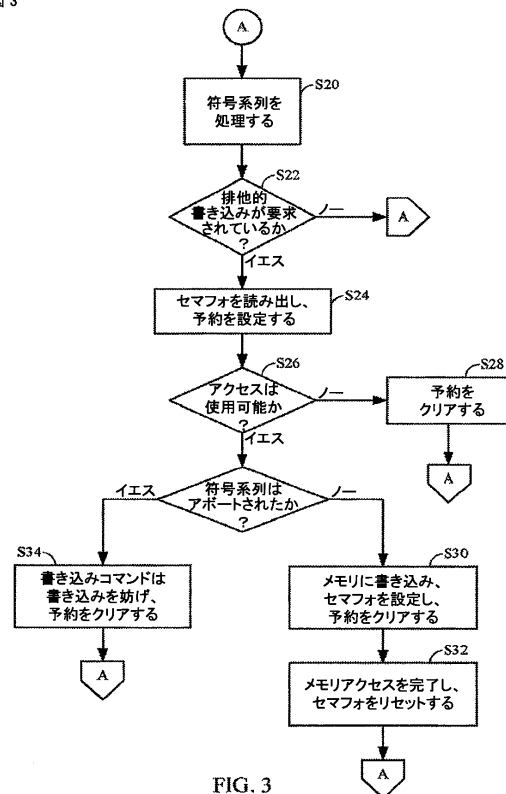 図 3
A
符号系列を
処理する
S20
排他的
書き込みが要求
されているか
?
S22
ノー
A
イエス
セマフォを読み出し、
予約を設定する
S24
アクセスは
使用可能か
?
S26
ノー
予約を
クリアする
S28
A
イエス
符号系列は
アボートされたか
?
イエス
ノー
S34
書き込みコマンドは
書き込みを妨げ、
予約をクリアする
A
S30
メモリに書き込み、
セマフォを設定し、
予約をクリアする
S32
メモリアクセスを完了し、
セマフォをリセットする
A
FIG. 3